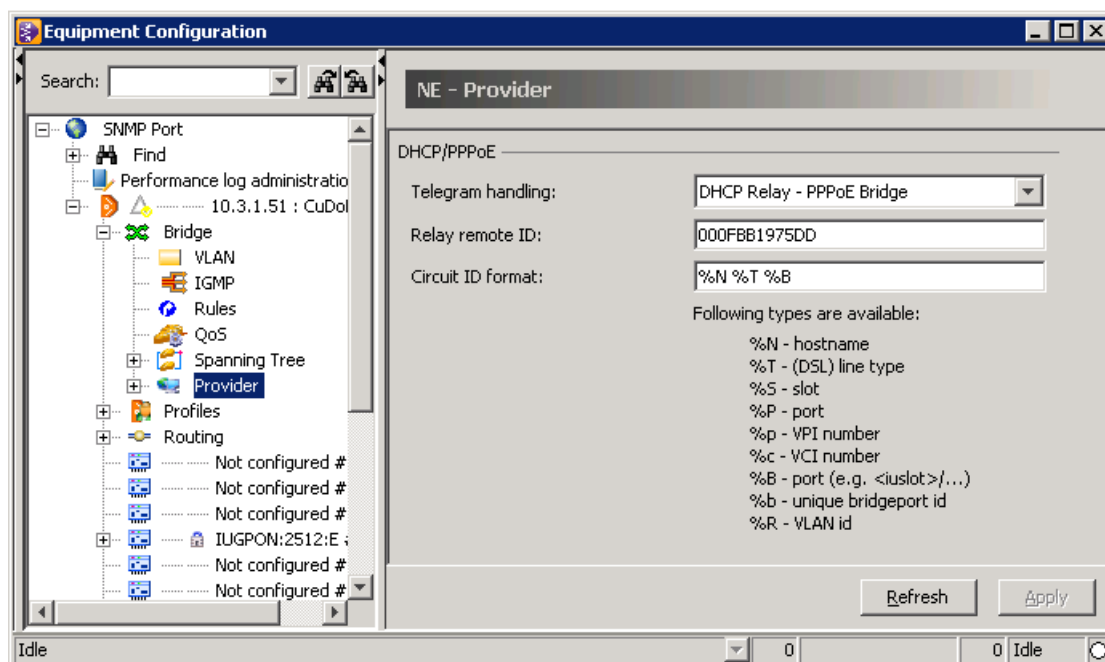 Equipment Configuration
Search:
NE - Provider
SNMP Port
Find
Performance log administratio
10.3.1.51 : CuDol
Bridge
VLAN
IGMP
Rules
QoS
Spanning Tree
Provider
Profiles
Routing
Not configured #
Not configured #
Not configured #
IUGPON:2512:E #
Not configured #
Not configured #
DHCP/PPPoE
Telegram handling:
DHCP Relay - PPPoE Bridge
Relay remote ID:
000FBB1975DD
Circuit ID format:
%N %T %B
Following types are available:
%N - hostname
%T - (DSL) line type
%S - slot
%P - port
%p - VPI number
%c - VCI number
%B - port (e.g. <iuslot>/...)
%b - unique bridgeport id
%R - VLAN id
Refresh
Apply
Idle
0
0
Idle